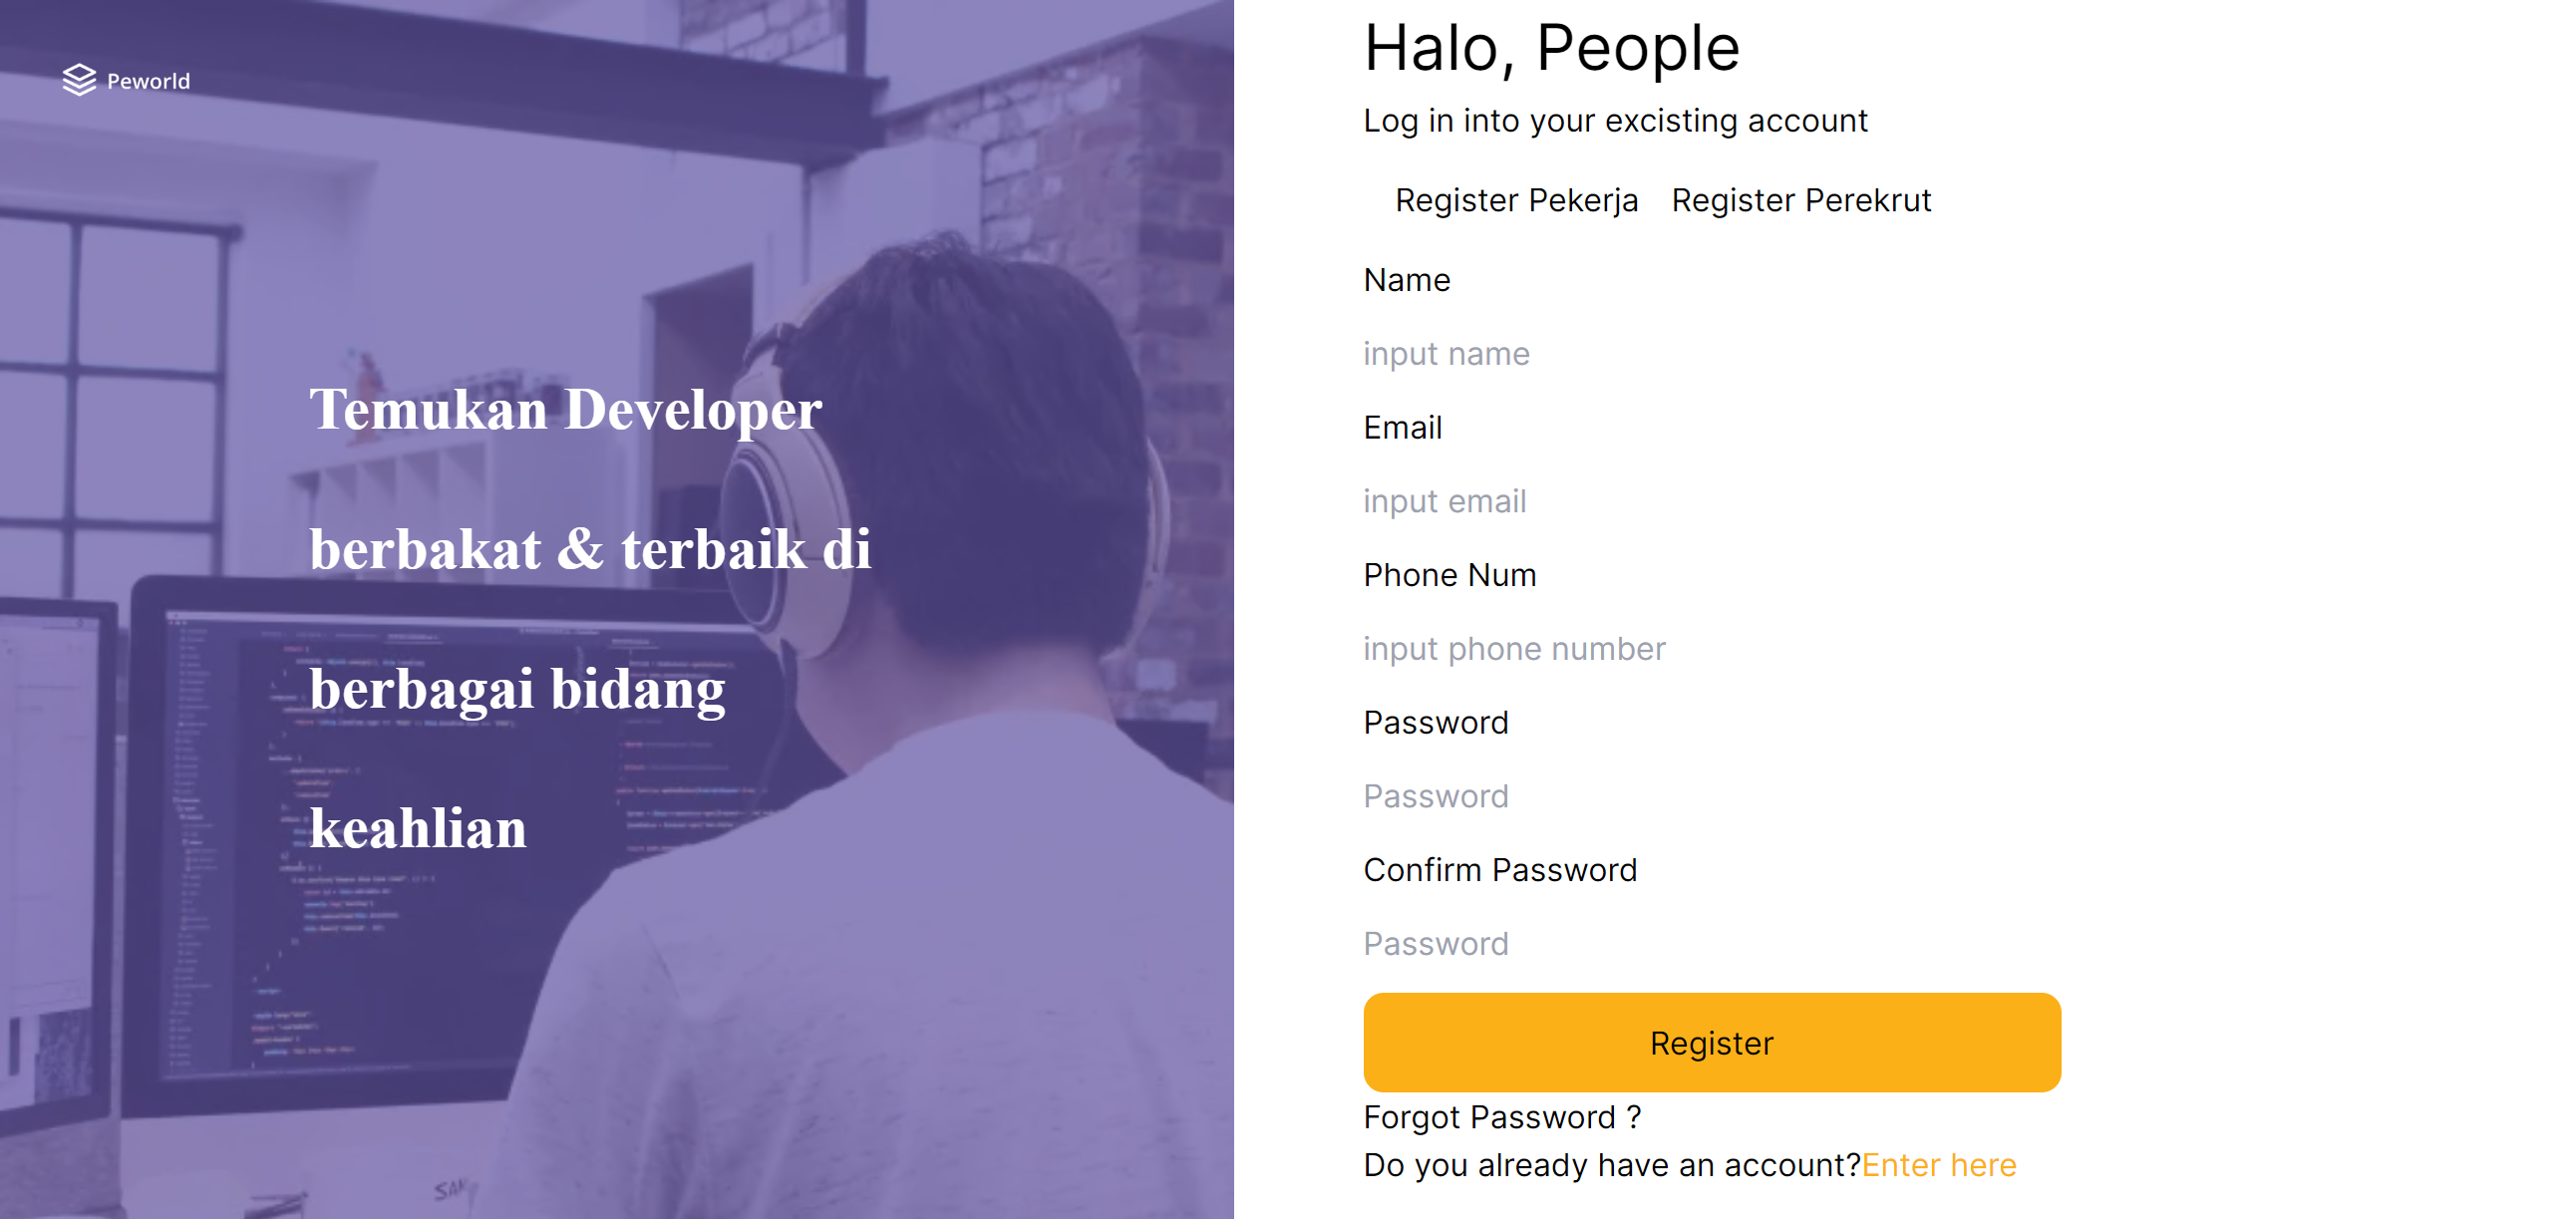 Peworld
Temukan Developer
berbakat & terbaik di
berbagai bidang
keahlian
Halo, People
Log in into your excisting account
Register Pekerja Register Perekrut
Name
input name
Email
input email
Phone Num
input phone number
Password
Password
Confirm Password
Password
Register
Forgot Password ?
Do you already have an account?Enter here